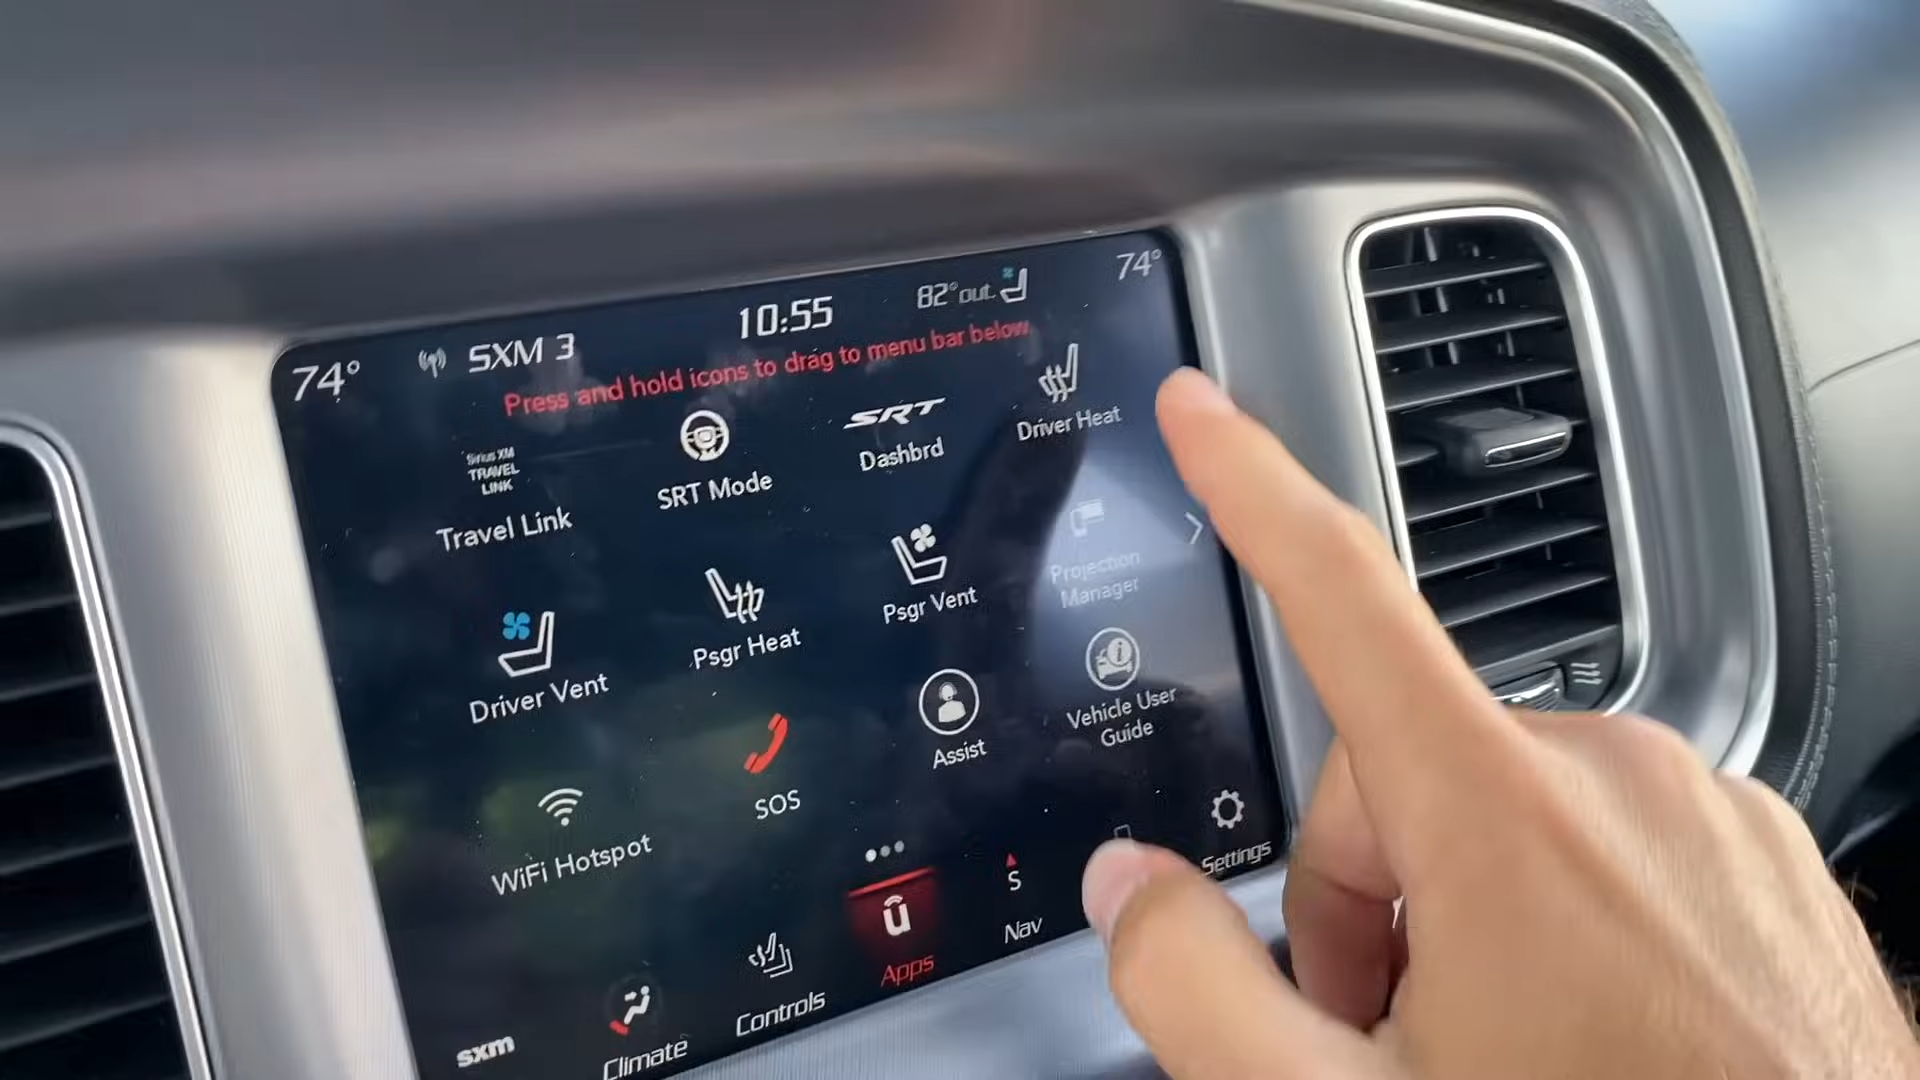 74° SXM 3 10:55 82° out 74°
Press and hold icons to drag to menu bar below
Sirius XM
TRAVEL
LINK
Travel Link
SRT Mode
SRT
Dashbrd
Driver Heat
Driver Vent
Psgr Heat
Psgr Vent
Projection
Manager
WiFi Hotspot
SOS
Assist
Vehicle User
Guide
sxm
Climate
Controls
Apps
S
Nav
Settings